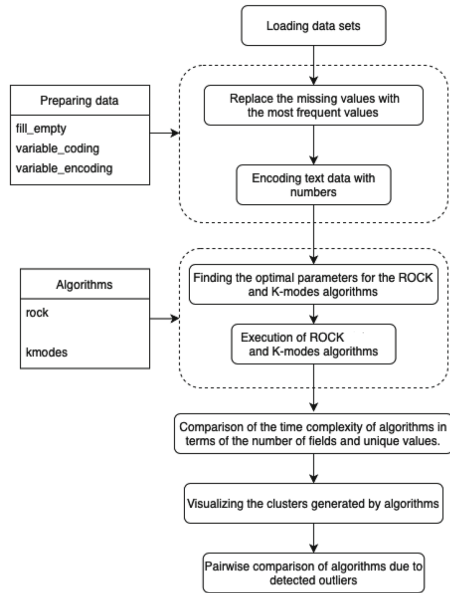 Loading data sets
Preparing data
fill_empty
variable_coding
variable_encoding
Replace the missing values with
the most frequent values
Encoding text data with
numbers
Algorithms
rock
kmodes
Finding the optimal parameters for the ROCK
and K-modes algorithms
Execution of ROCK
and K-modes algorithms
Comparison of the time complexity of algorithms in
terms of the number of fields and unique values.
Visualizing the clusters generated by algorithms
Pairwise comparison of algorithms due to
detected outliers